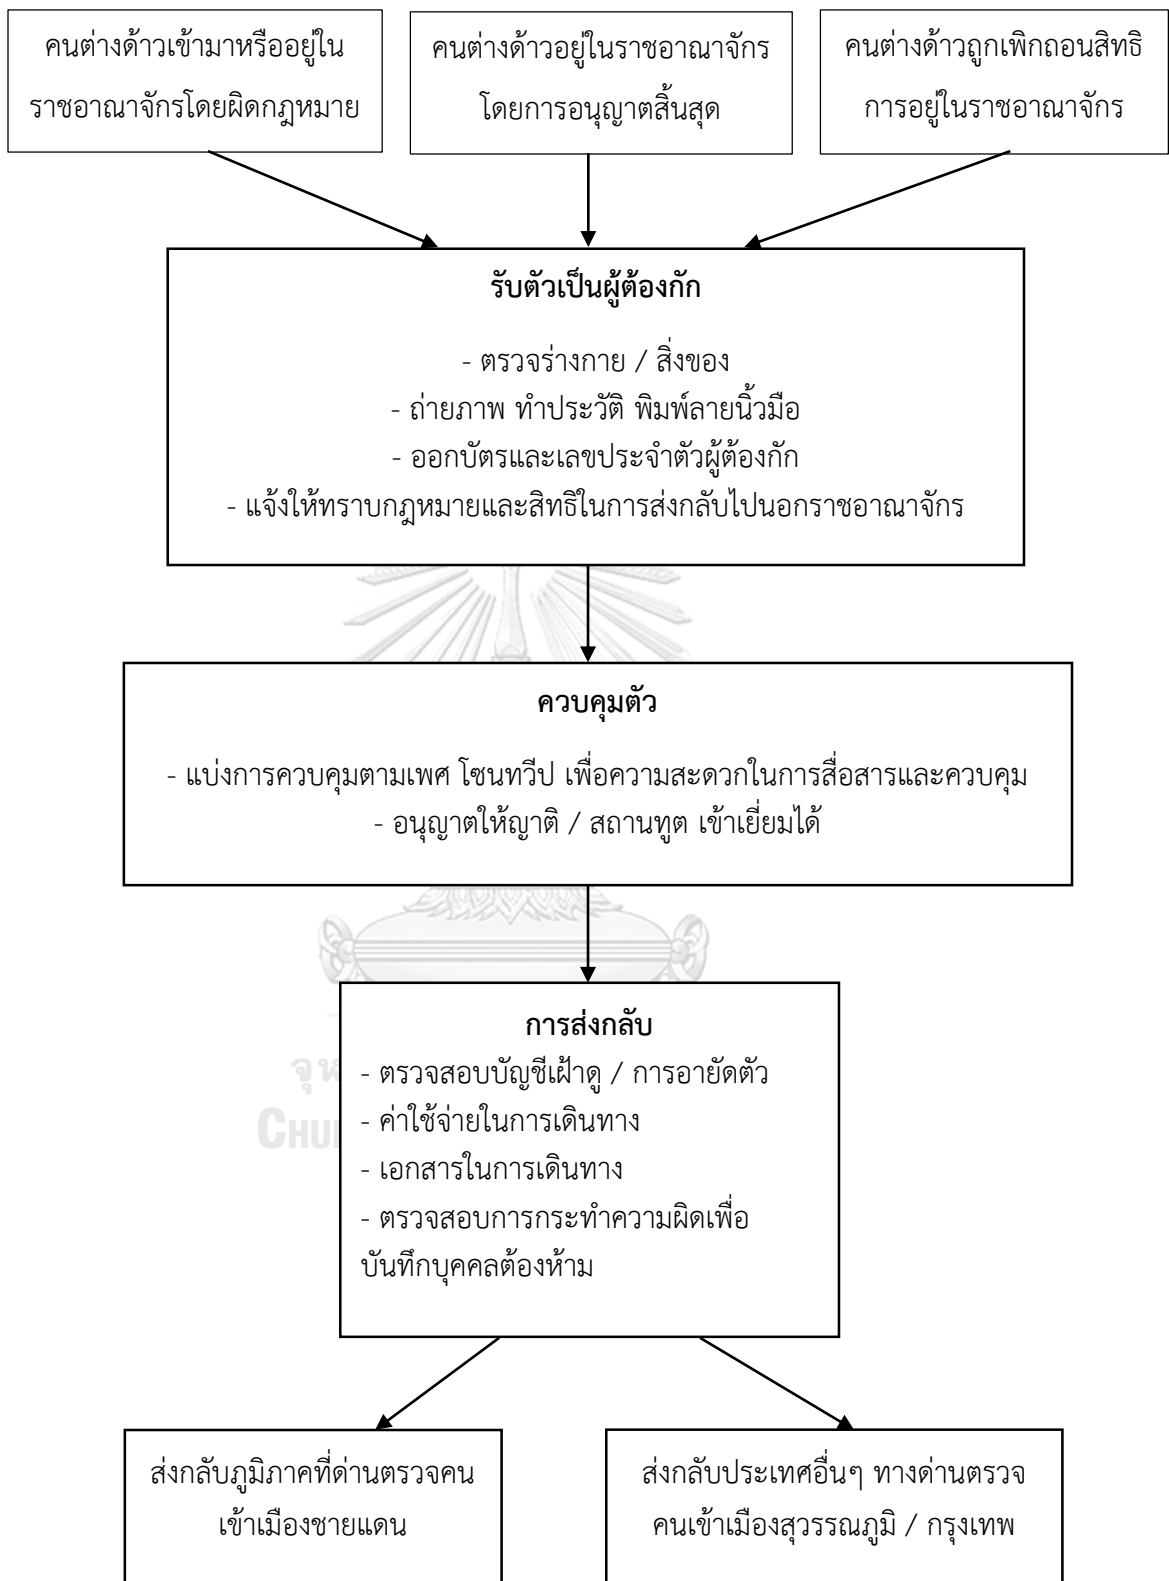 คนต่างด้าวเข้ามาหรืออยู่ใน
ราชอาณาจักรโดยผิดกฎหมาย
คนต่างด้าวอยู่ในราชอาณาจักร
โดยการอนุญาตสิ้นสุด
คนต่างด้าวถูกเพิกถอนสิทธิ
การอยู่ในราชอาณาจักร
รับตัวเป็นผู้ต้องกัก
- ตรวจร่างกาย / สิ่งของ
- ถ่ายภาพ ทำประวัติ พิมพ์ลายนิ้วมือ
- ออกบัตรและเลขประจำตัวผู้ต้องกัก
- แจ้งให้ทราบกฎหมายและสิทธิในการส่งกลับไปนอกราชอาณาจักร
ควบคุมตัว
- แบ่งการควบคุมตามเพศ โซนทวีป เพื่อความสะดวกในการสื่อสารและควบคุม
- อนุญาตให้ญาติ / สถานทูต เข้าเยี่ยมได้
การส่งกลับ
- ตรวจสอบบัญชีเฝ้าดู / การอายัดตัว
- ค่าใช้จ่ายในการเดินทาง
- เอกสารในการเดินทาง
- ตรวจสอบการกระทำความผิดเพื่อ
บันทึกบุคคลต้องห้าม
จุฬ
CHU
ส่งกลับภูมิภาคที่ด่านตรวจคน
เข้าเมืองชายแดน
ส่งกลับประเทศอื่นๆ ทางด่านตรวจ
คนเข้าเมืองสุวรรณภูมิ / กรุงเทพ